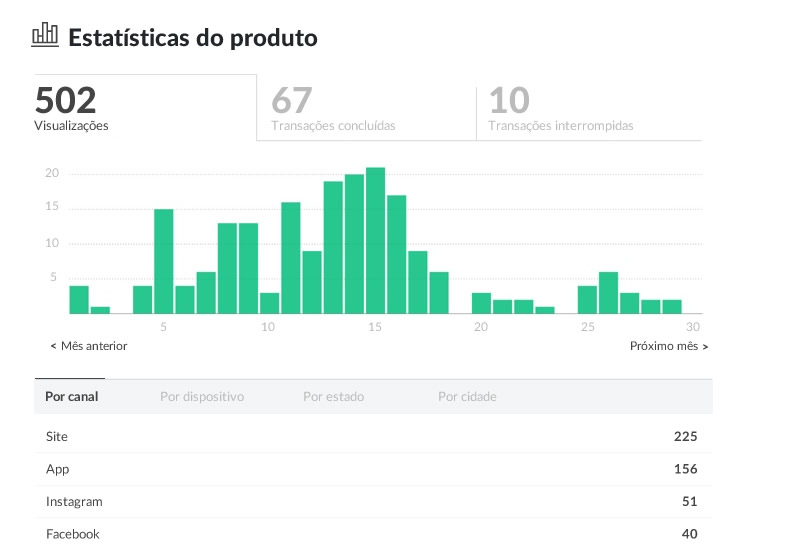 Estatísticas do produto
502 67 10
Visualizações Transações concluídas Transações interrompidas
20
15
10
5
5 10 15 20 25 30
< Mês anterior Próximo mês >
Por canal Por dispositivo Por estado Por cidade
Site 225
App 156
Instagram 51
Facebook 40